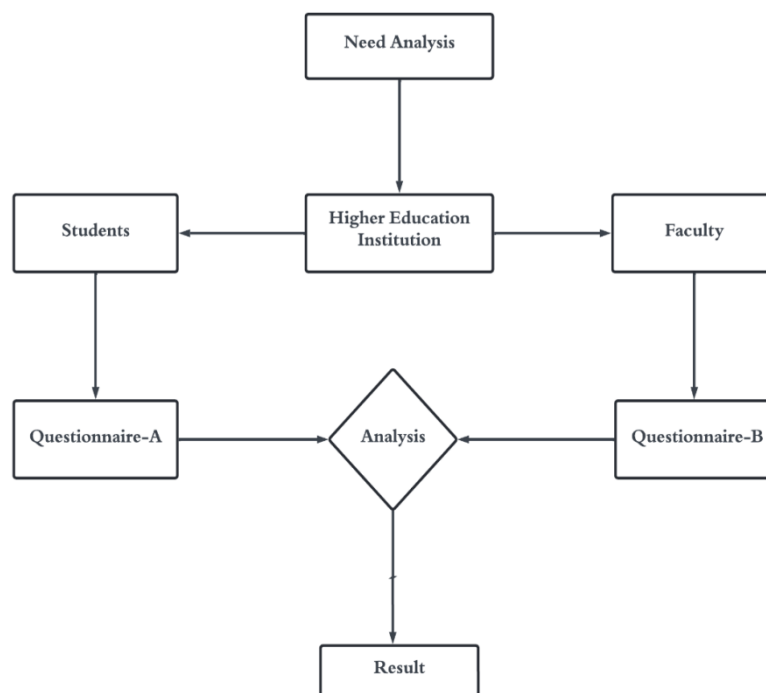 Need Analysis
Students
Higher Education
Institution
Faculty
Questionnaire-A
Analysis
Questionnaire-B
Result